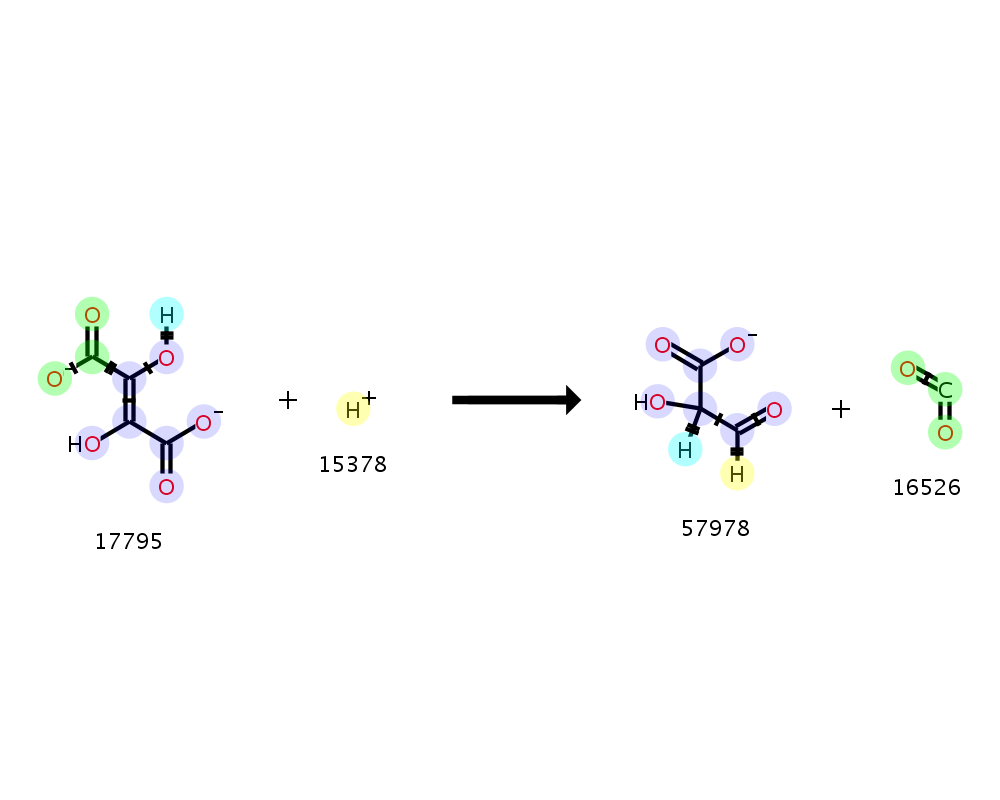 O H
O⁻ O
HO O⁻
O
17795
+
H⁺
15378
O O⁻
HO O
H
H
57978
+
O
C
O
16526